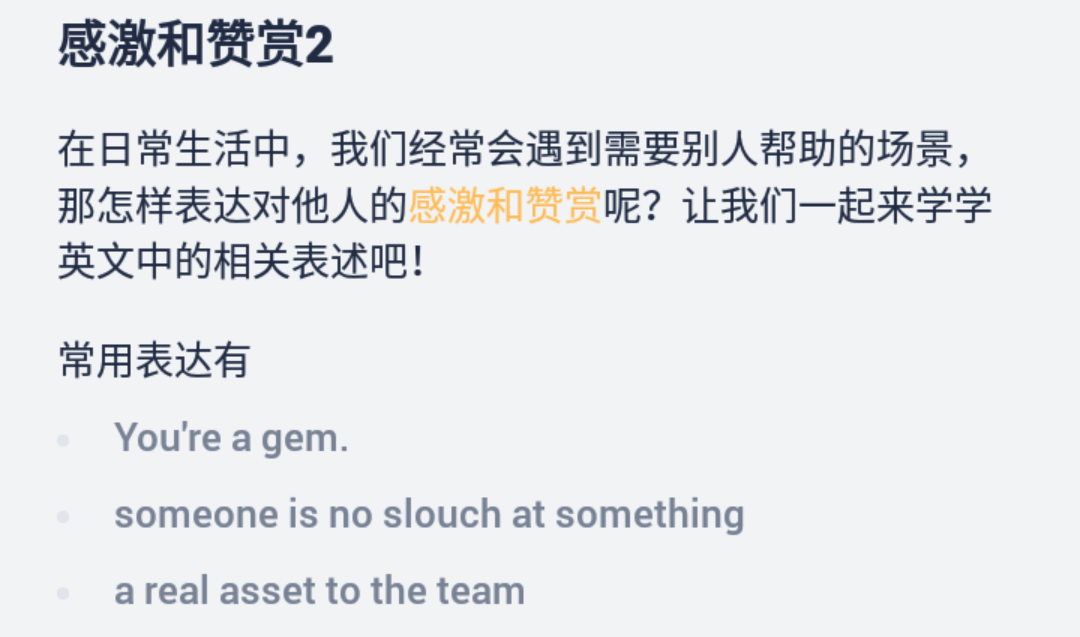 感激和赞赏2
在日常生活中，我们经常会遇到需要别人帮助的场景，
那怎样表达对他人的感激和赞赏呢？让我们一起来学学
英文中的相关表述吧！
常用表达有
You're a gem.
someone is no slouch at something
a real asset to the team